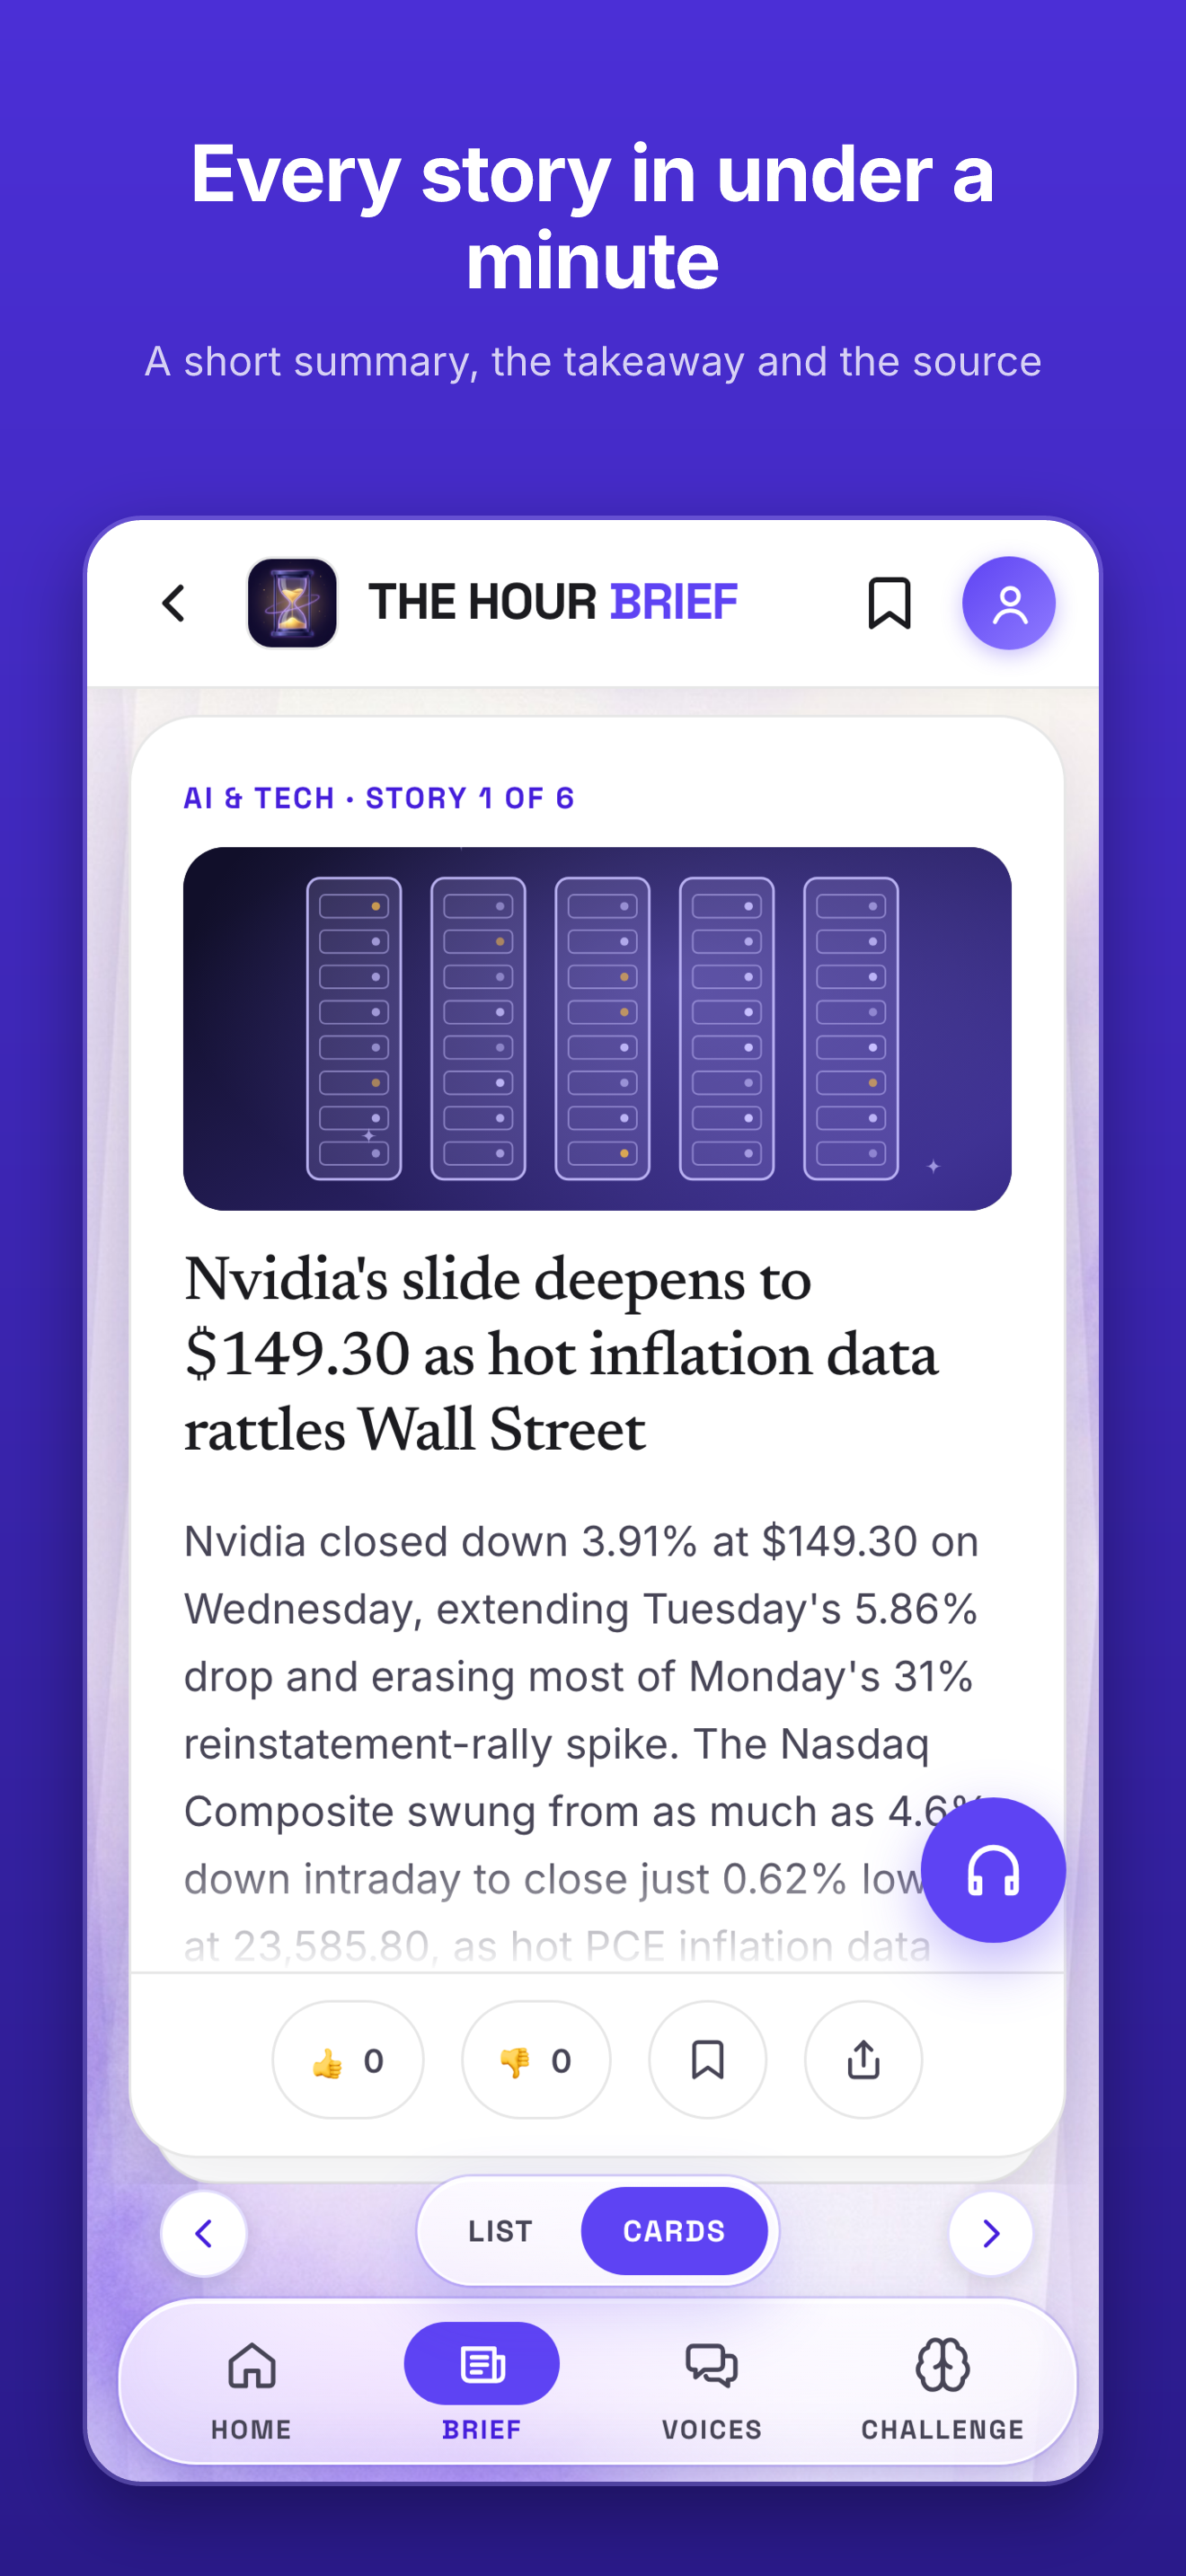 Every story in under a
minute
A short summary, the takeaway and the source
THE HOUR BRIEF
AI & TECH · STORY 1 OF 6
Nvidia's slide deepens to
$149.30 as hot inflation data
rattles Wall Street
Nvidia closed down 3.91% at $149.30 on
Wednesday, extending Tuesday's 5.86%
drop and erasing most of Monday's 31%
reinstatement-rally spike. The Nasdaq
Composite swung from as much as 4.6%
down intraday to close just 0.62%
at 23,585.80, as hot PCE inflation data
👍 0 👎 0
LIST CARDS
HOME BRIEF VOICES CHALLENGE